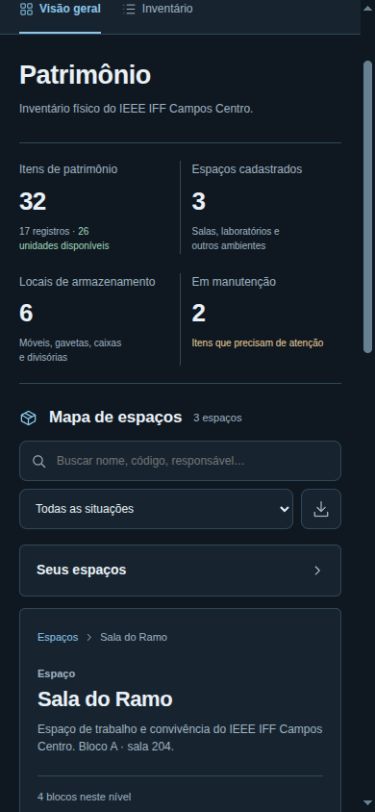 Visão geral
Inventário
Patrimônio
Inventário físico do IEEE IFF Campos Centro.
Itens de patrimônio
32
17 registros · 26
unidades disponíveis
Espaços cadastrados
3
Salas, laboratórios e
outros ambientes
Locais de armazenamento
6
Móveis, gavetas, caixas
e divisórias
Em manutenção
2
Itens que precisam de atenção
Mapa de espaços
3 espaços
Buscar nome, código, responsável...
Todas as situações
Seus espaços
Espaços
Sala do Ramo
Espaço
Sala do Ramo
Espaço de trabalho e convivência do IEEE IFF Campos
Centro. Bloco A · sala 204.
4 blocos neste nível